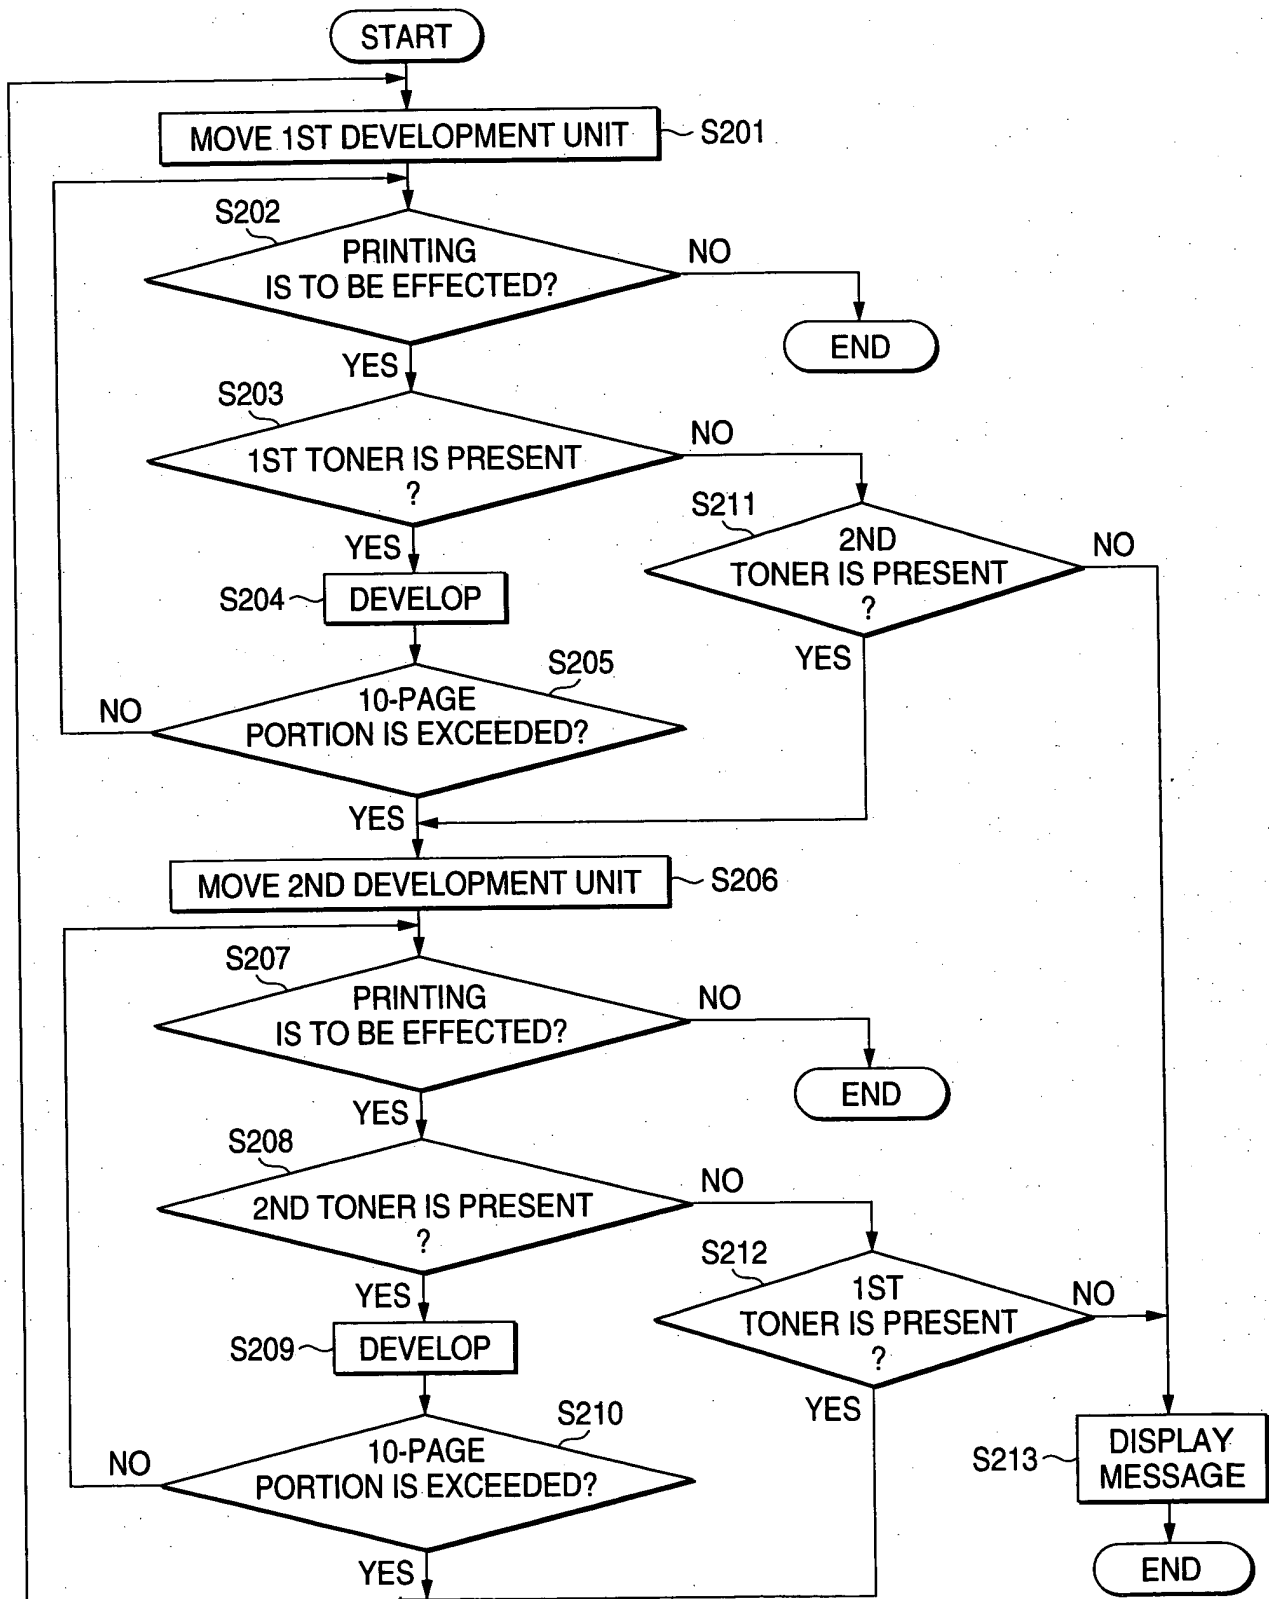 START
MOVE 1ST DEVELOPMENT UNIT
S201
S202
PRINTING
IS TO BE EFFECTED?
NO
END
YES
S203
1ST TONER IS PRESENT
?
NO
YES
S211
2ND
TONER IS PRESENT
?
NO
YES
S204
DEVELOP
S205
10-PAGE
PORTION IS EXCEEDED?
NO
YES
MOVE 2ND DEVELOPMENT UNIT
S206
S207
PRINTING
IS TO BE EFFECTED?
NO
END
YES
S208
2ND TONER IS PRESENT
?
NO
YES
S212
1ST
TONER IS PRESENT
?
NO
YES
S209
DEVELOP
S210
10-PAGE
PORTION IS EXCEEDED?
NO
YES
S213
DISPLAY
MESSAGE
END